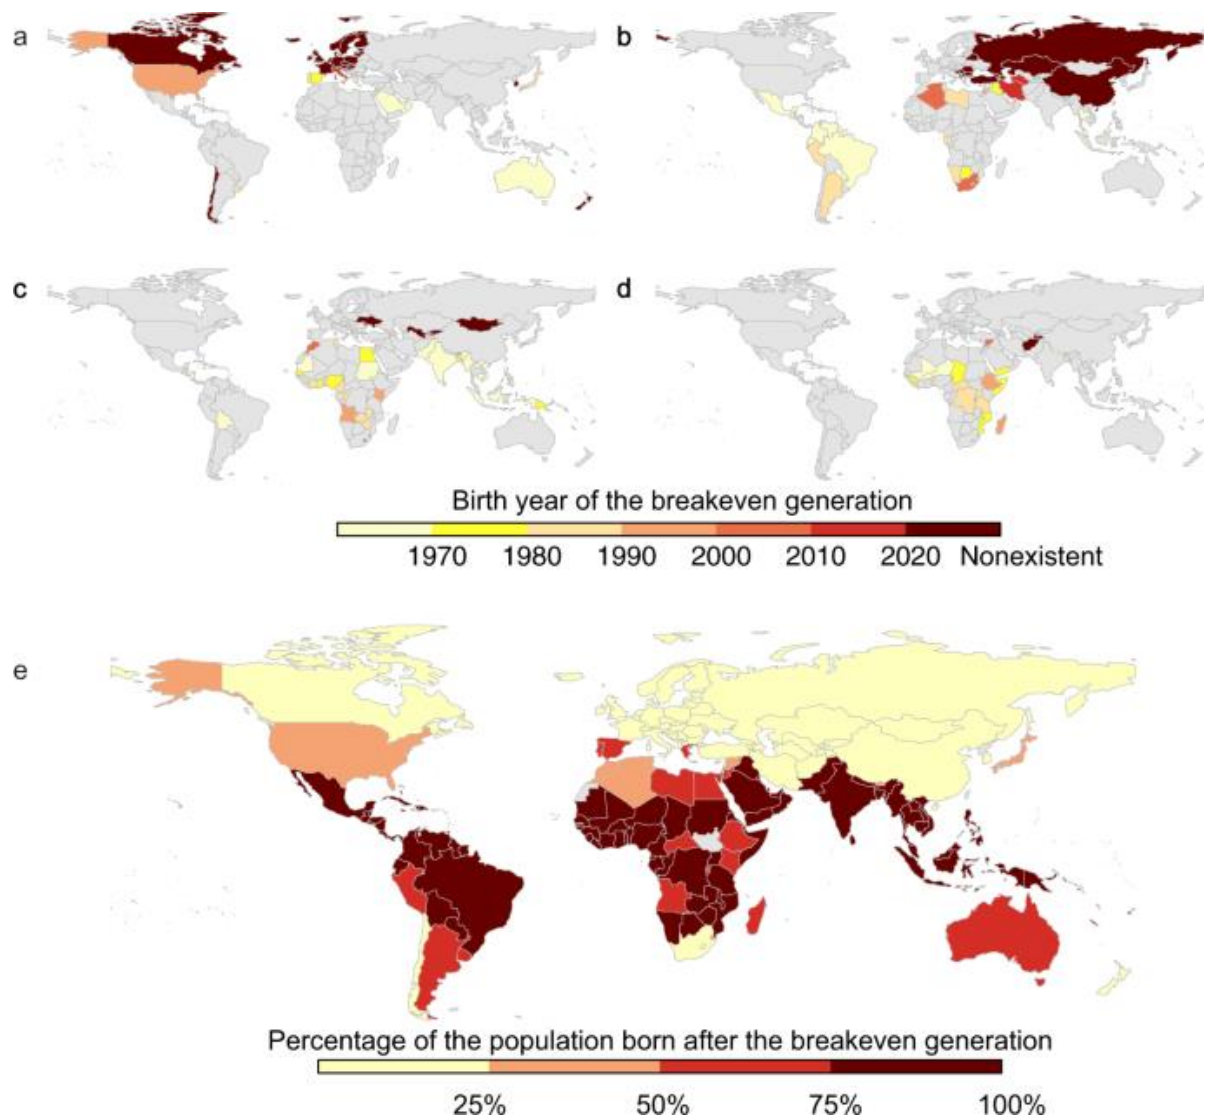 a
b
c
d
Birth year of the breakeven generation
1970 1980 1990 2000 2010 2020 Nonexistent
e
Percentage of the population born after the breakeven generation
25% 50% 75% 100%